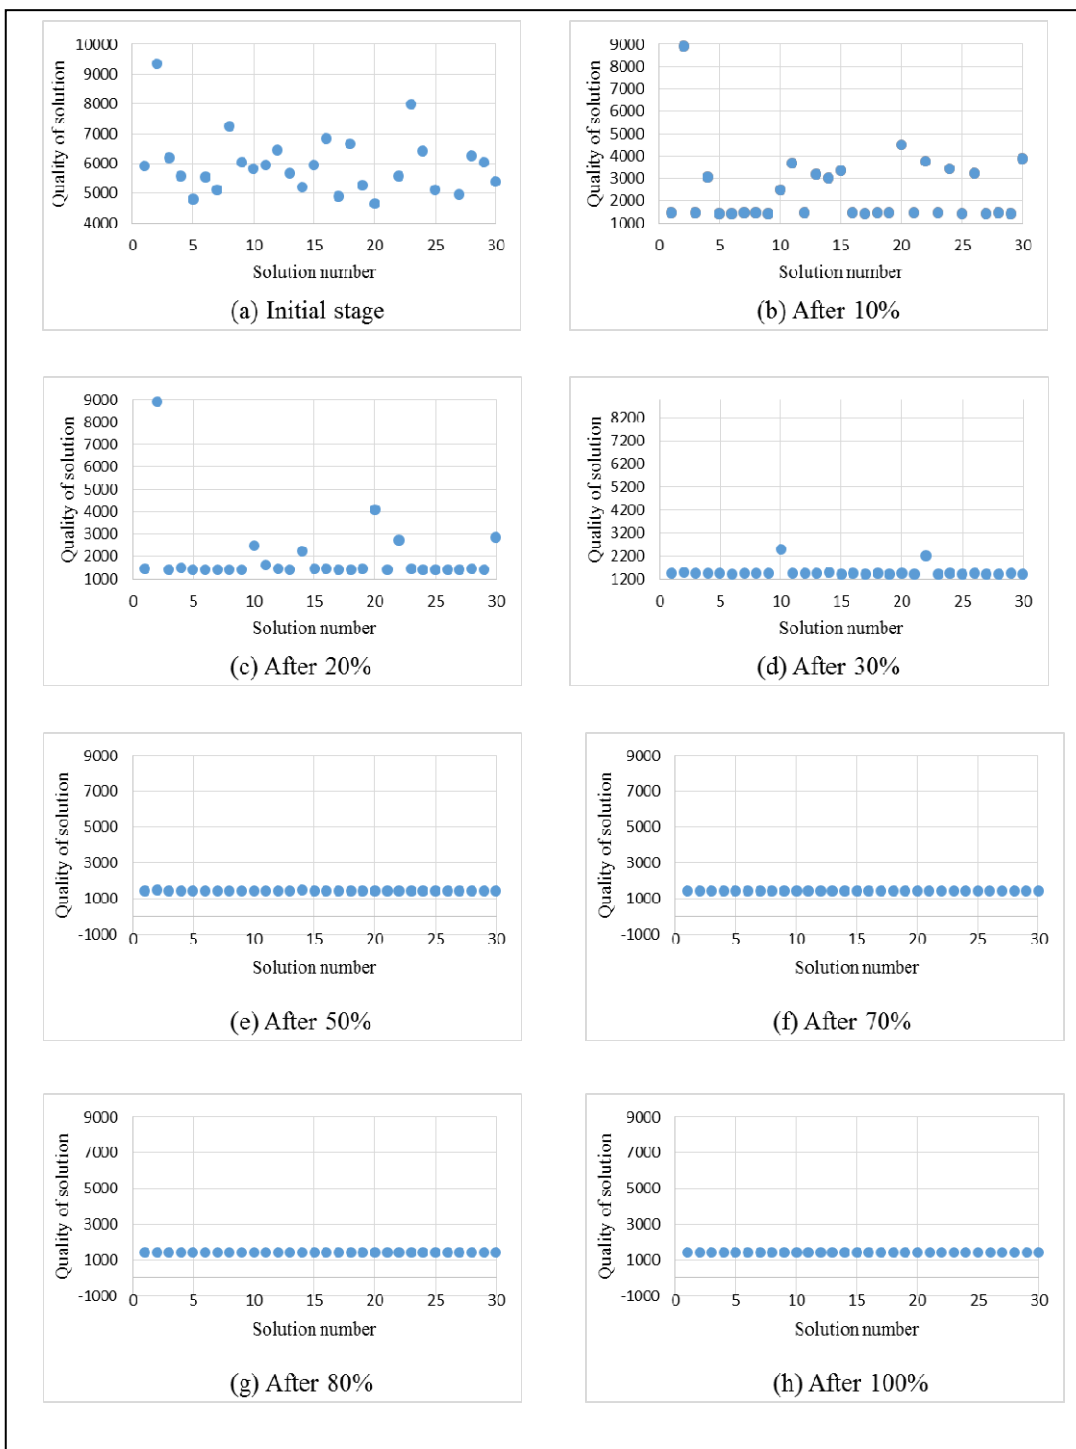 10000
9000
8000
7000
6000
5000
4000
0 5 10 15 20 25 30
Quality of solution
Solution number
(a) Initial stage
9000
8000
7000
6000
5000
4000
3000
2000
1000
0 5 10 15 20 25 30
Quality of solution
Solution number
(b) After 10%
9000
8000
7000
6000
5000
4000
3000
2000
1000
0 5 10 15 20 25 30
Quality of solution
Solution number
(c) After 20%
8200
7200
6200
5200
4200
3200
2200
1200
0 5 10 15 20 25 30
Quality of solution
Solution number
(d) After 30%
9000
7000
5000
3000
1000
-1000
0 5 10 15 20 25 30
Quality of solution
Solution number
(e) After 50%
9000
7000
5000
3000
1000
-1000
0 5 10 15 20 25 30
Quality of solution
Solution number
(f) After 70%
9000
7000
5000
3000
1000
-1000
0 5 10 15 20 25 30
Quality of solution
Solution number
(g) After 80%
9000
7000
5000
3000
1000
-1000
0 5 10 15 20 25 30
Quality of solution
Solution number
(h) After 100%